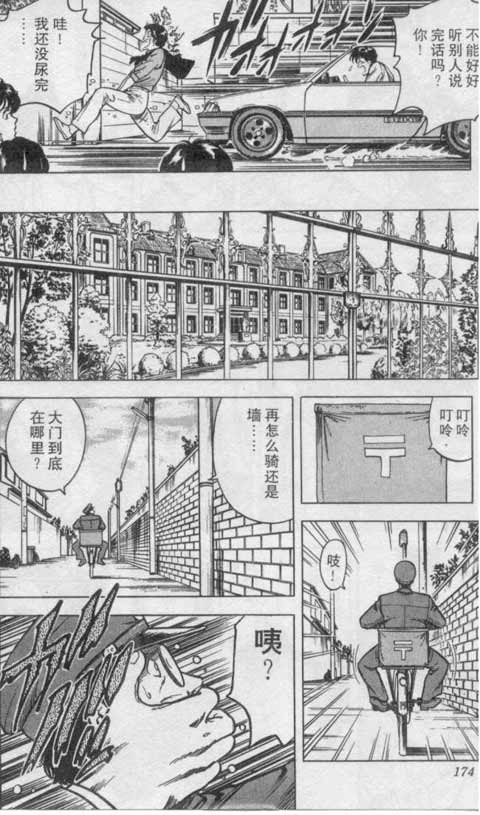 不能好好
听别人说
完话吗？
你！
哇！
我还没尿完
……
叮呤
叮呤．
吱！
再怎么骑还是
墙……
大门到底
在哪里？
咦？
174